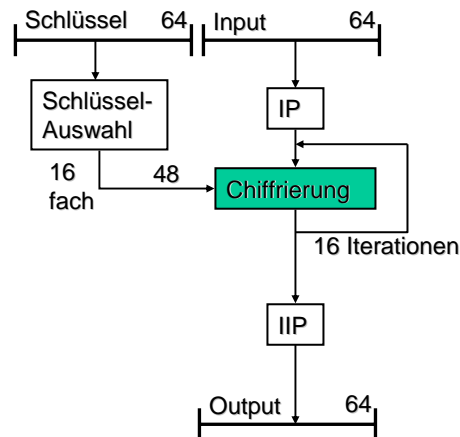 Schlüssel 64
Input 64
Schlüssel-
Auswahl
IP
16
fach
48
Chiffrierung
16 Iterationen
IIP
Output 64